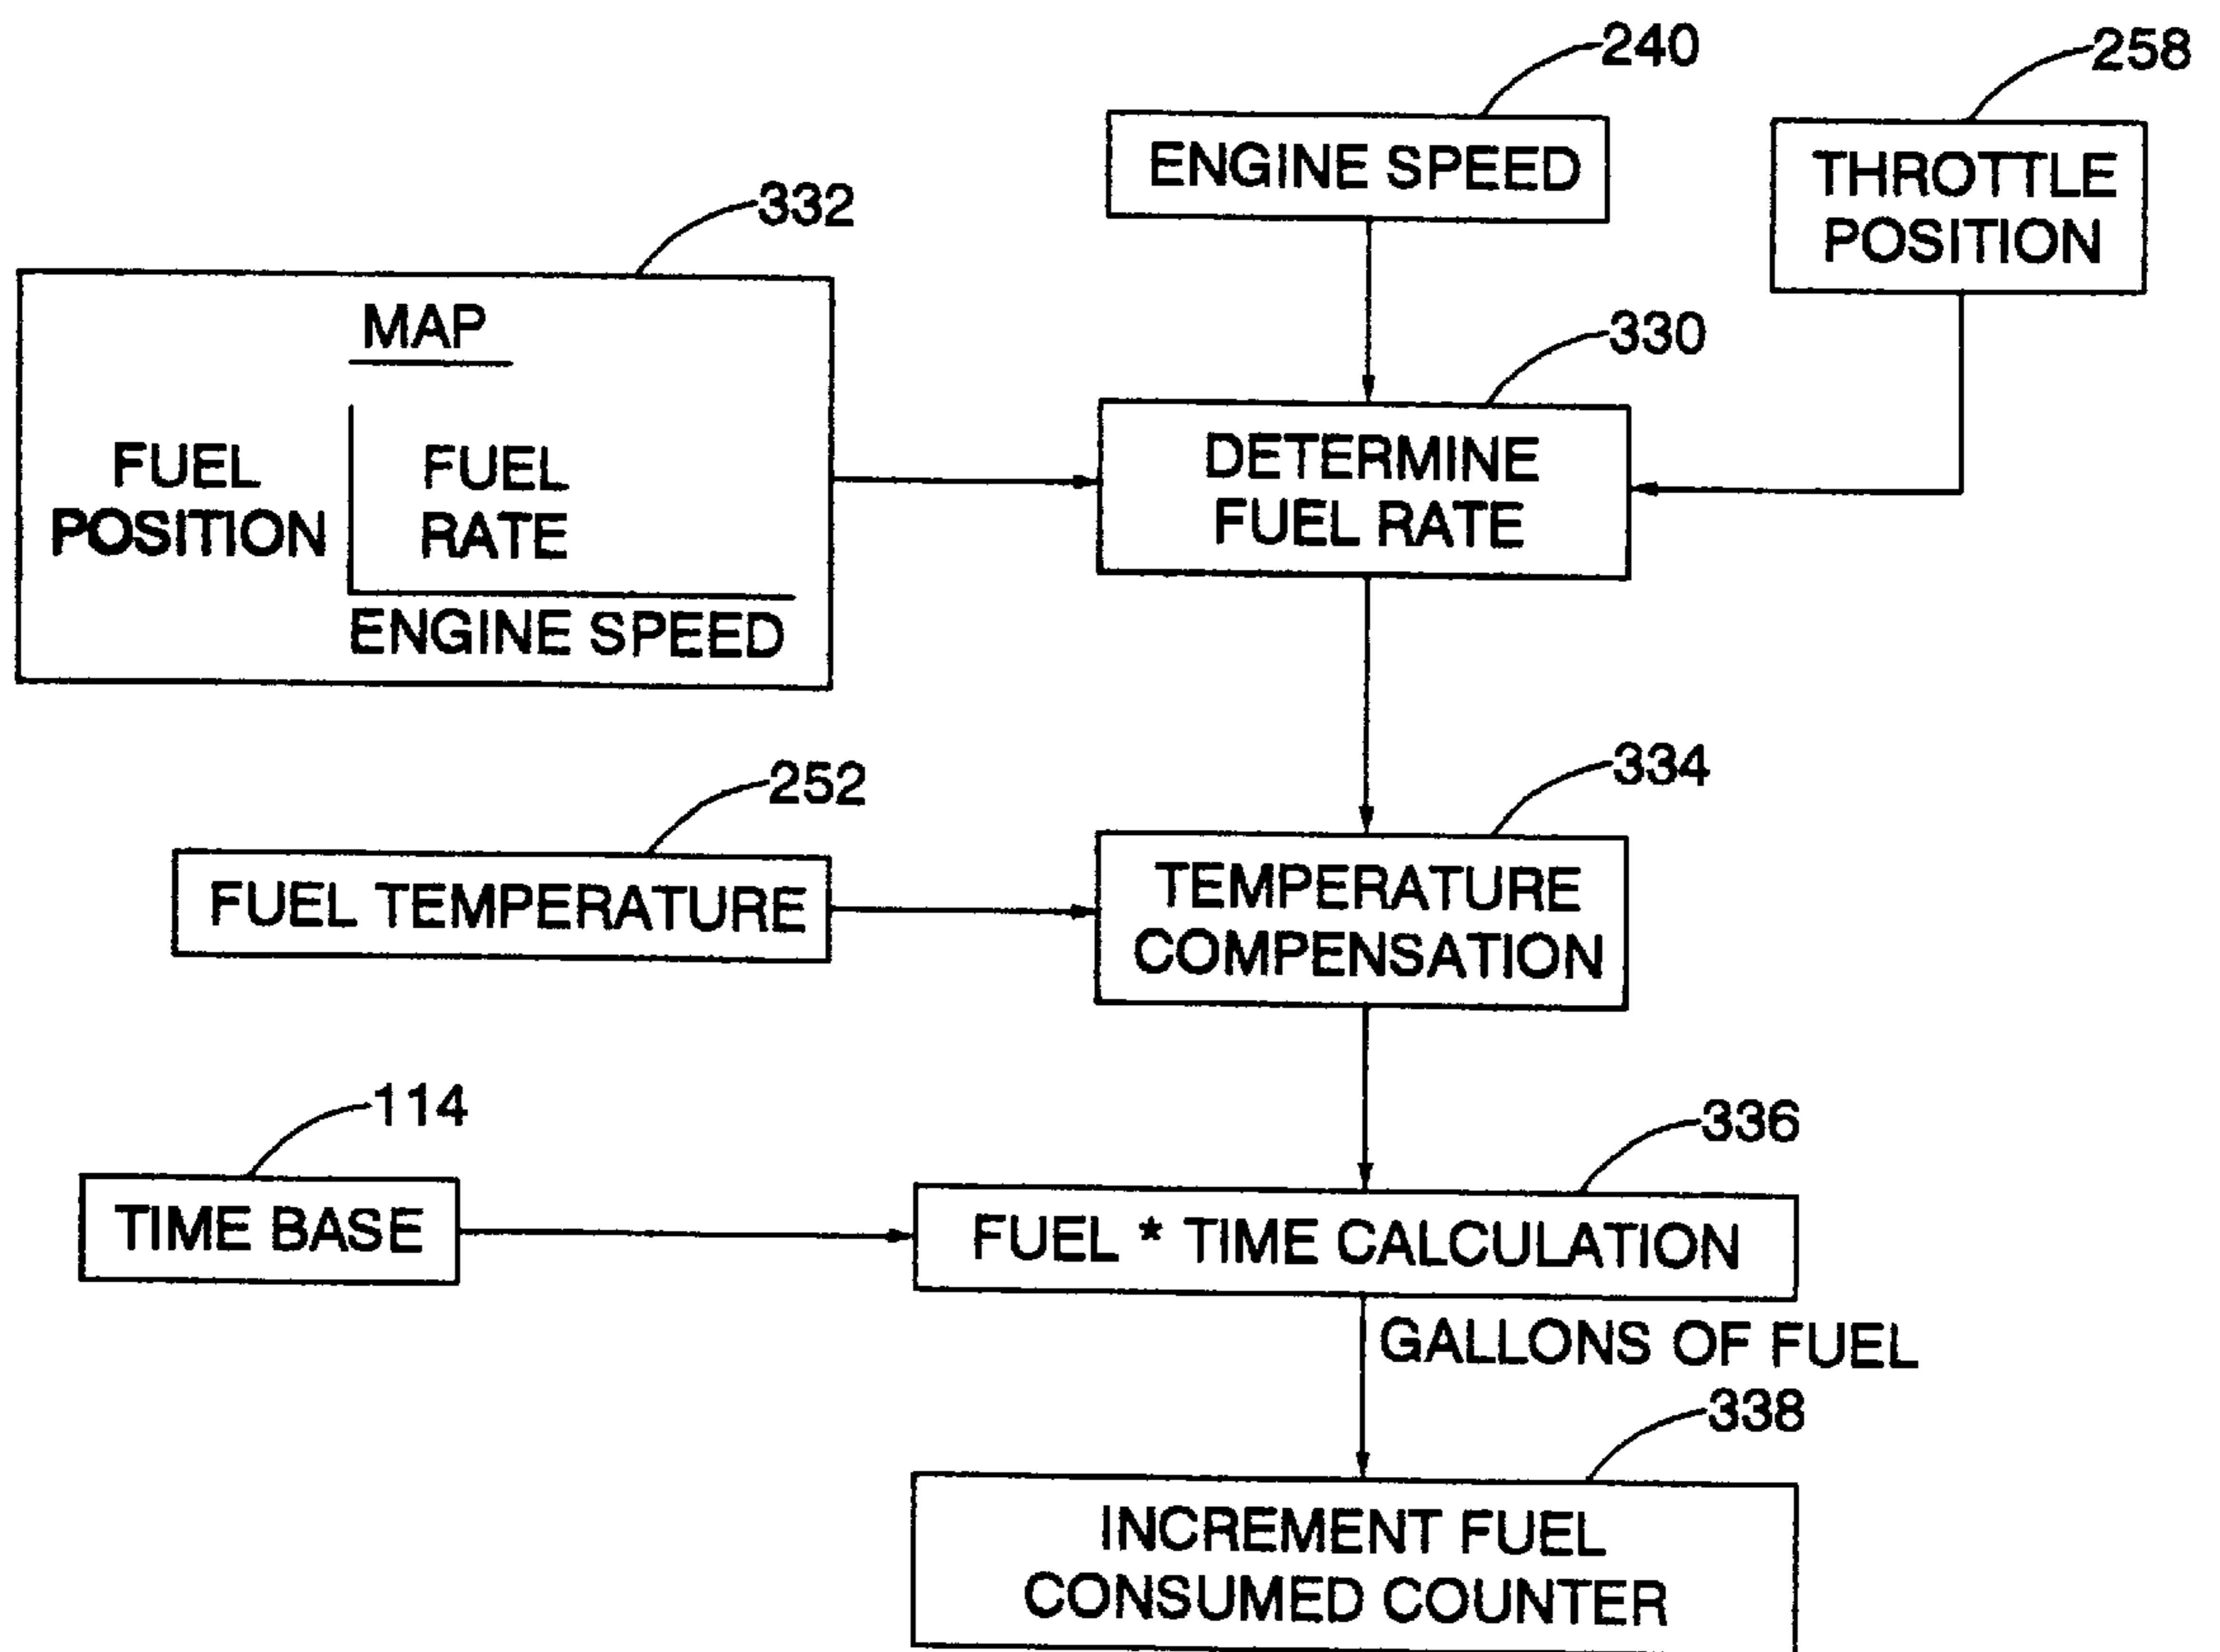 240
258
ENGINE SPEED
THROTTLE
POSITION
332
MAP
FUEL
POSITION
FUEL
RATE
ENGINE SPEED
330
DETERMINE
FUEL RATE
252
FUEL TEMPERATURE
334
TEMPERATURE
COMPENSATION
114
TIME BASE
336
FUEL * TIME CALCULATION
GALLONS OF FUEL
338
INCREMENT FUEL
CONSUMED COUNTER